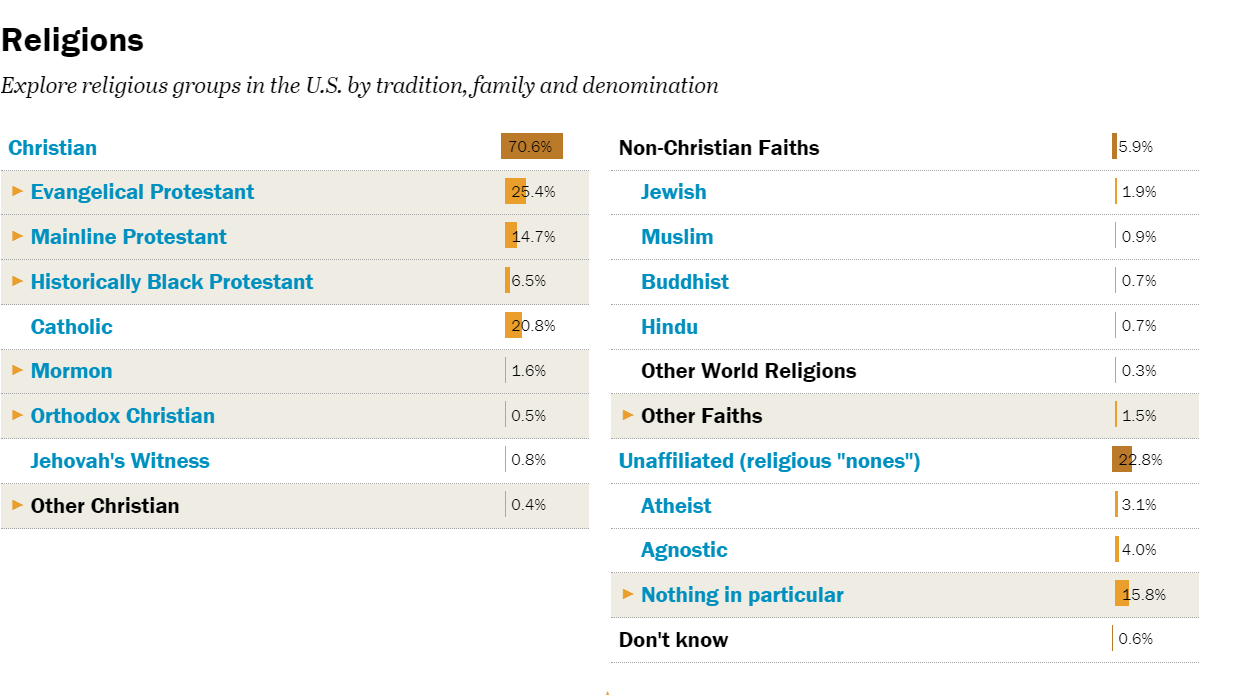 Religions
Explore religious groups in the U.S. by tradition, family and denomination
Christian 70.6%
Evangelical Protestant 25.4%
Mainline Protestant 14.7%
Historically Black Protestant 6.5%
Catholic 20.8%
Mormon 1.6%
Orthodox Christian 0.5%
Jehovah's Witness 0.8%
Other Christian 0.4%
Non-Christian Faiths 5.9%
Jewish 1.9%
Muslim 0.9%
Buddhist 0.7%
Hindu 0.7%
Other World Religions 0.3%
Other Faiths 1.5%
Unaffiliated (religious "nones") 22.8%
Atheist 3.1%
Agnostic 4.0%
Nothing in particular 15.8%
Don't know 0.6%